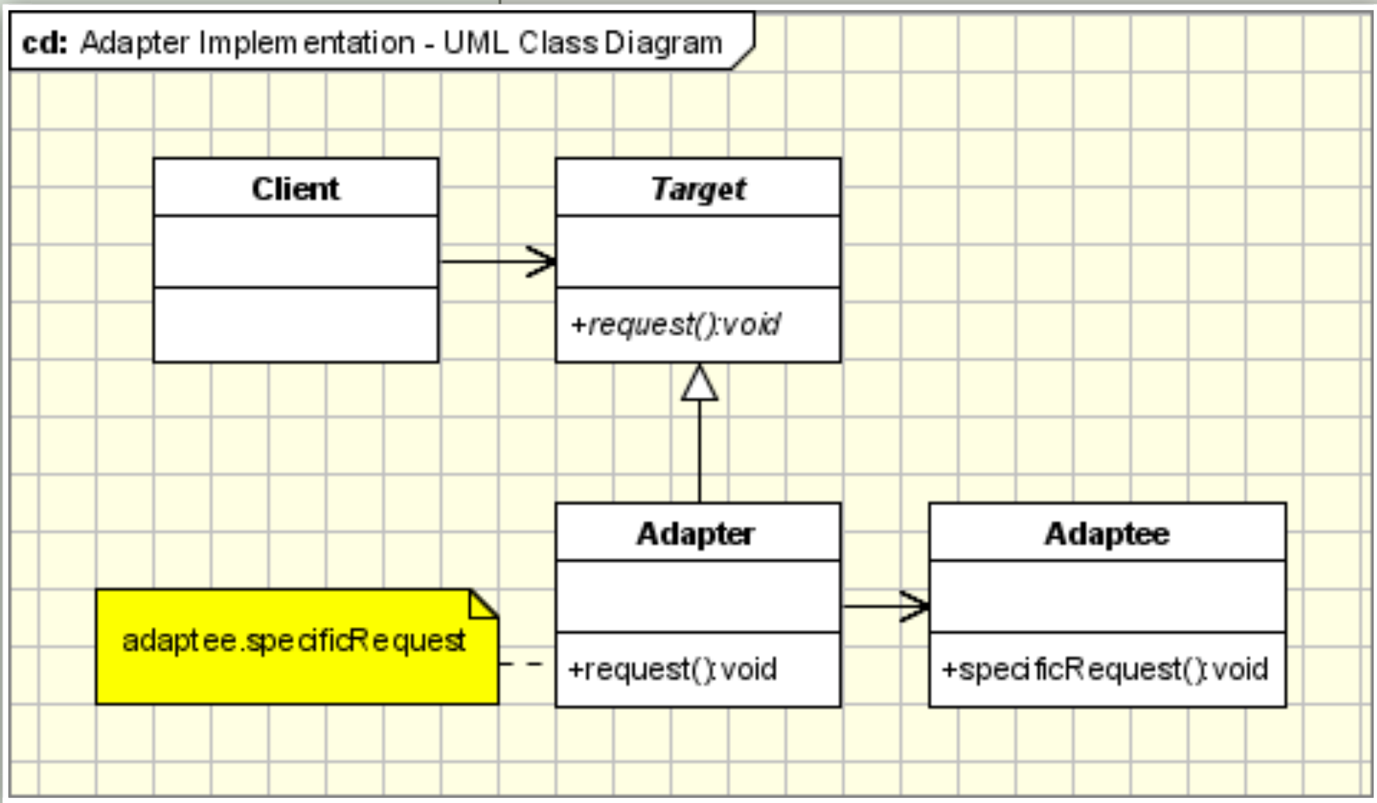 cd: Adapter Implementation - UML Class Diagram
Client
Target
+request():void
Adapter
Adaptee
adaptee.specificRequest
+request():void
+specificRequest():void